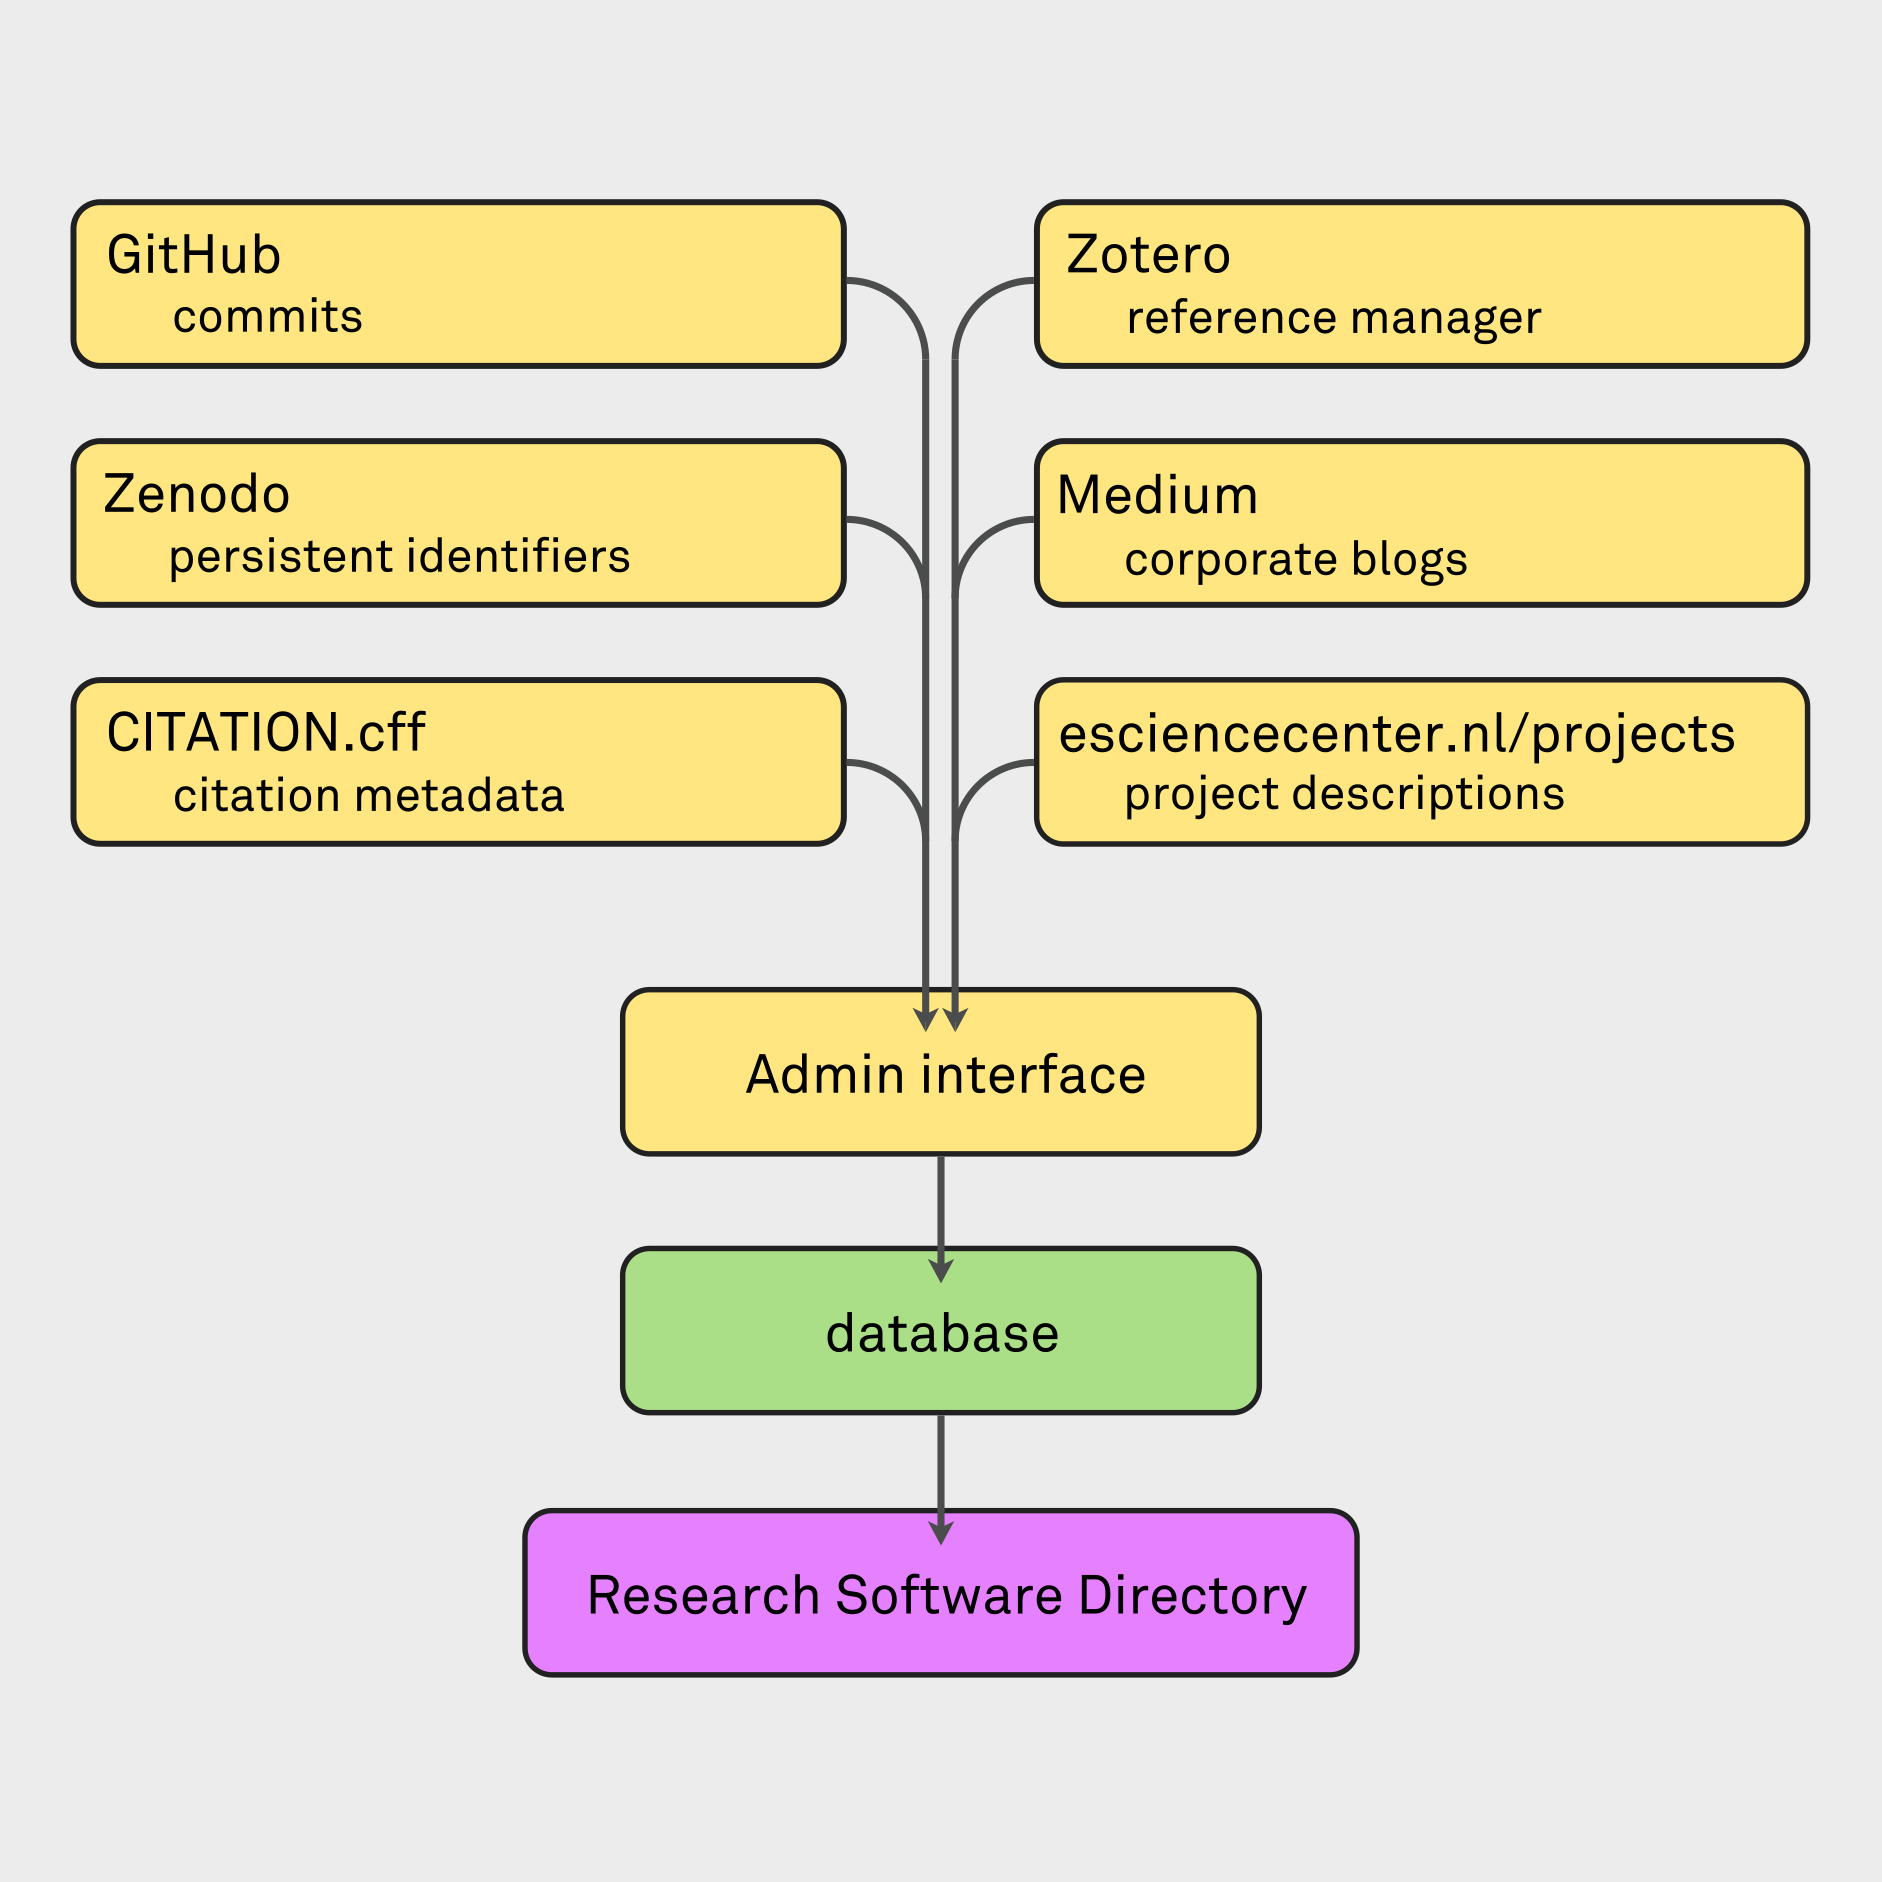 GitHub
commits
Zotero
reference manager
Zenodo
persistent identifiers
Medium
corporate blogs
CITATION.cff
citation metadata
esciencecenter.nl/projects
project descriptions
Admin interface
database
Research Software Directory